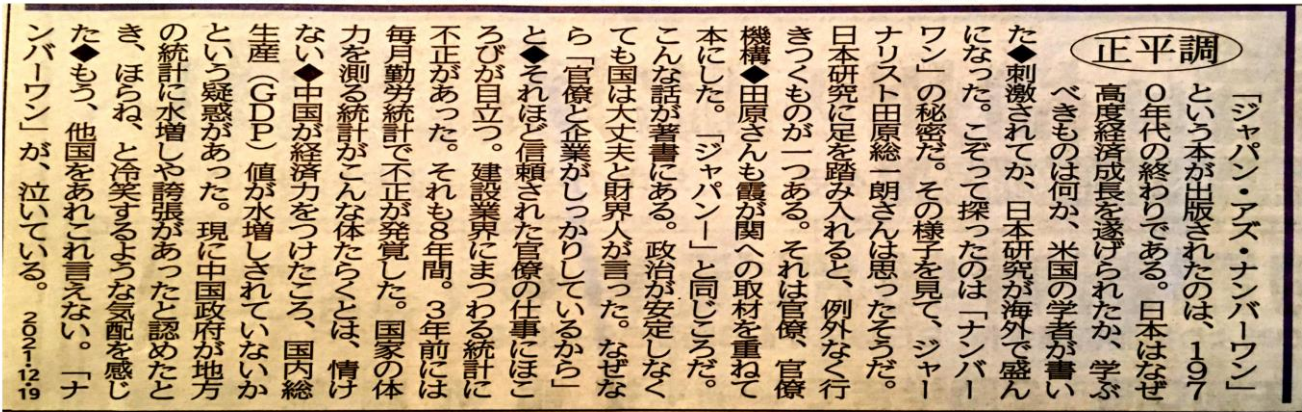 正平調
「ジャパン・アズ・ナンバーワン」
という本が出版されたのは、197
0年代の終わりである。日本はなぜ
高度経済成長を遂げられたか、学ぶ
べきものは何か、米国の学者が書い
た◆刺激されてか、日本研究が海外で盛ん
になった。こぞって探ったのは「ナンバー
ワン」の秘密だ。その様子を見て、ジャー
ナリスト田原総一朗さんは思ったそうだ。
日本研究に足を踏み入れると、例外なく行
きつくものが一つある。それは官僚、官僚
機構◆田原さんも霞が関への取材を重ねて
本にした。「ジャパン―」と同じころだ。
こんな話が著書にある。政治が安定しなく
ても国は大丈夫と財界人が言った。なぜな
ら「官僚と企業がしっかりしているから」
と◆それほど信頼された官僚の仕事にほこ
ろびが目立つ。建設業界にまつわる統計に
不正があった。それも8年間。3年前には
毎月勤労統計で不正が発覚した。国家の体
力を測る統計がこんな体たらくとは、情け
ない◆中国が経済力をつけたころ、国内総
生産(GDP)値が水増しされていないか
という疑惑があった。現に中国政府が地方
の統計に水増しや誇張があったと認めたと
き、ほらね、と冷笑するような気配を感じ
た◆もう、他国をあれこれ言えない。「ナ
ンバーワン」が、泣いている。
2021・12・19